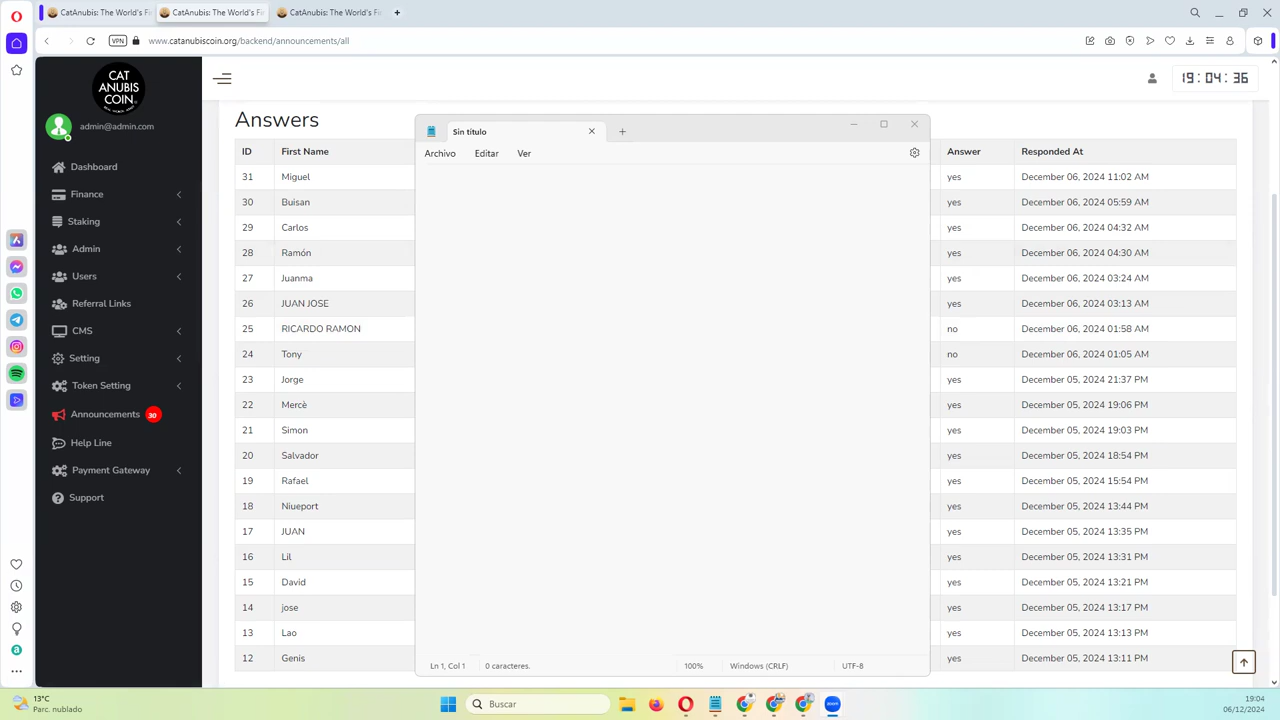 CatAnubis: The World's Fi
CatAnubis: The World's Fi
CatAnubis: The World's Fi
VPN
www.catanubiscoin.org/backend/announcements/all
CAT
ANUBIS
COIN
admin@admin.com
19:04:36
Dashboard
Finance
Staking
Admin
Users
Referral Links
CMS
Setting
Token Setting
Announcements 30
Help Line
Payment Gateway
Support
Answers
Sin título
Archivo Editar Ver
ID First Name Answer Responded At
31 Miguel yes December 06, 2024 11:02 AM
30 Buisan yes December 06, 2024 05:59 AM
29 Carlos yes December 06, 2024 04:32 AM
28 Ramón yes December 06, 2024 04:30 AM
27 Juanma yes December 06, 2024 03:24 AM
26 JUAN JOSE yes December 06, 2024 03:13 AM
25 RICARDO RAMON no December 06, 2024 01:58 AM
24 Tony no December 06, 2024 01:05 AM
23 Jorge yes December 05, 2024 21:37 PM
22 Mercè yes December 05, 2024 19:06 PM
21 Simon yes December 05, 2024 19:03 PM
20 Salvador yes December 05, 2024 18:54 PM
19 Rafael yes December 05, 2024 15:54 PM
18 Niueport yes December 05, 2024 13:44 PM
17 JUAN yes December 05, 2024 13:35 PM
16 Lil yes December 05, 2024 13:31 PM
15 David yes December 05, 2024 13:21 PM
14 jose yes December 05, 2024 13:17 PM
13 Lao yes December 05, 2024 13:13 PM
12 Genis yes December 05, 2024 13:11 PM
Ln 1, Col 1 0 caracteres. 100% Windows (CRLF) UTF-8
13°C
Parc. nublado
Buscar
zoom
19:04
06/12/2024